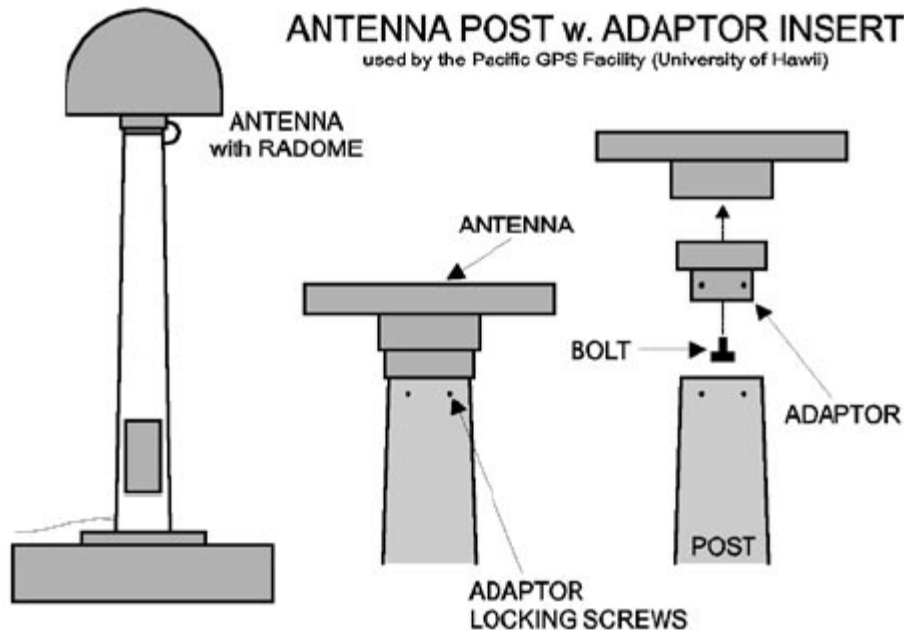 ANTENNA POST w. ADAPTOR INSERT
used by the Pacific GPS Facility (University of Hawii)
ANTENNA
with RADOME
ANTENNA
BOLT
ADAPTOR
POST
ADAPTOR
LOCKING SCREWS